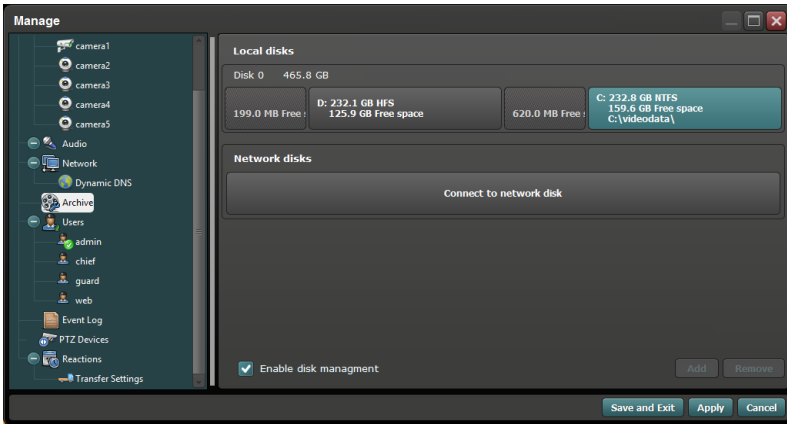 Manage
camera1
camera2
camera3
camera4
camera5
Audio
Network
Dynamic DNS
Archive
Users
admin
chief
guard
web
Event Log
PTZ Devices
Reactions
Transfer Settings
Local disks
Disk 0 465.8 GB
199.0 MB Free
D: 232.1 GB HFS
125.9 GB Free space
620.0 MB Free
C: 232.8 GB NTFS
159.6 GB Free space
C:\videodata\
Network disks
Connect to network disk
Enable disk managment
Add Remove
Save and Exit Apply Cancel